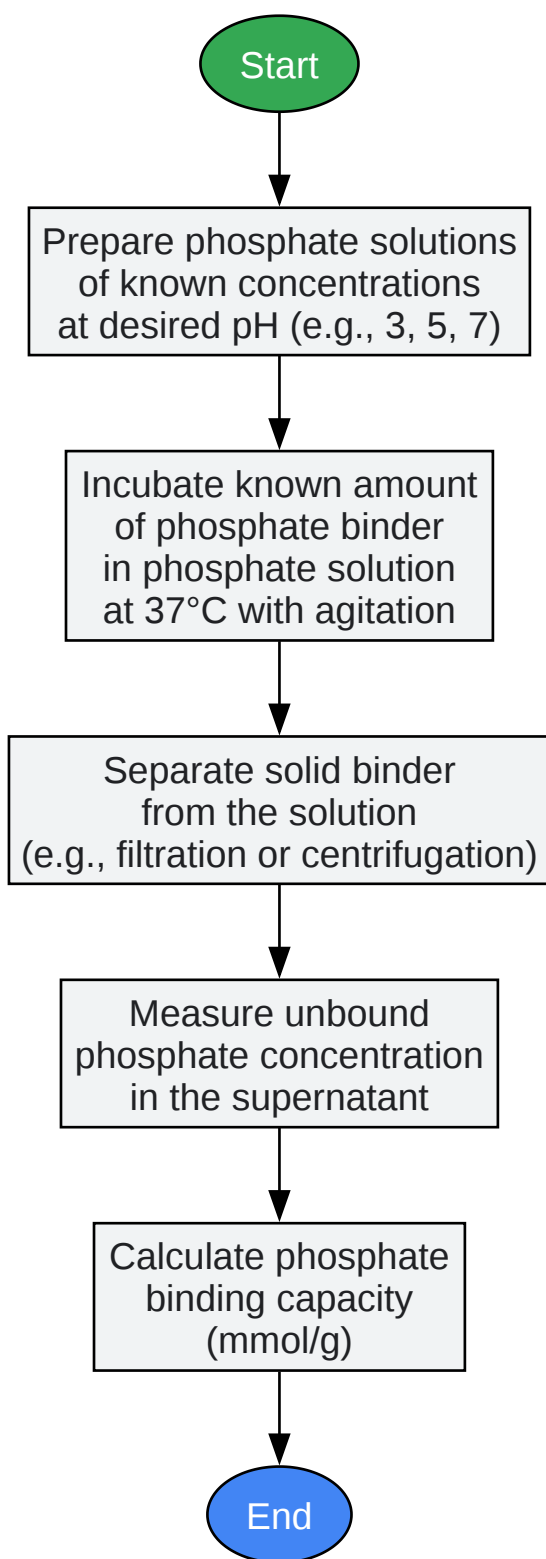 Start
Prepare phosphate solutions
of known concentrations
at desired pH (e.g., 3, 5, 7)
Incubate known amount
of phosphate binder
in phosphate solution
at 37°C with agitation
Separate solid binder
from the solution
(e.g., filtration or centrifugation)
Measure unbound
phosphate concentration
in the supernatant
Calculate phosphate
binding capacity
(mmol/g)
End